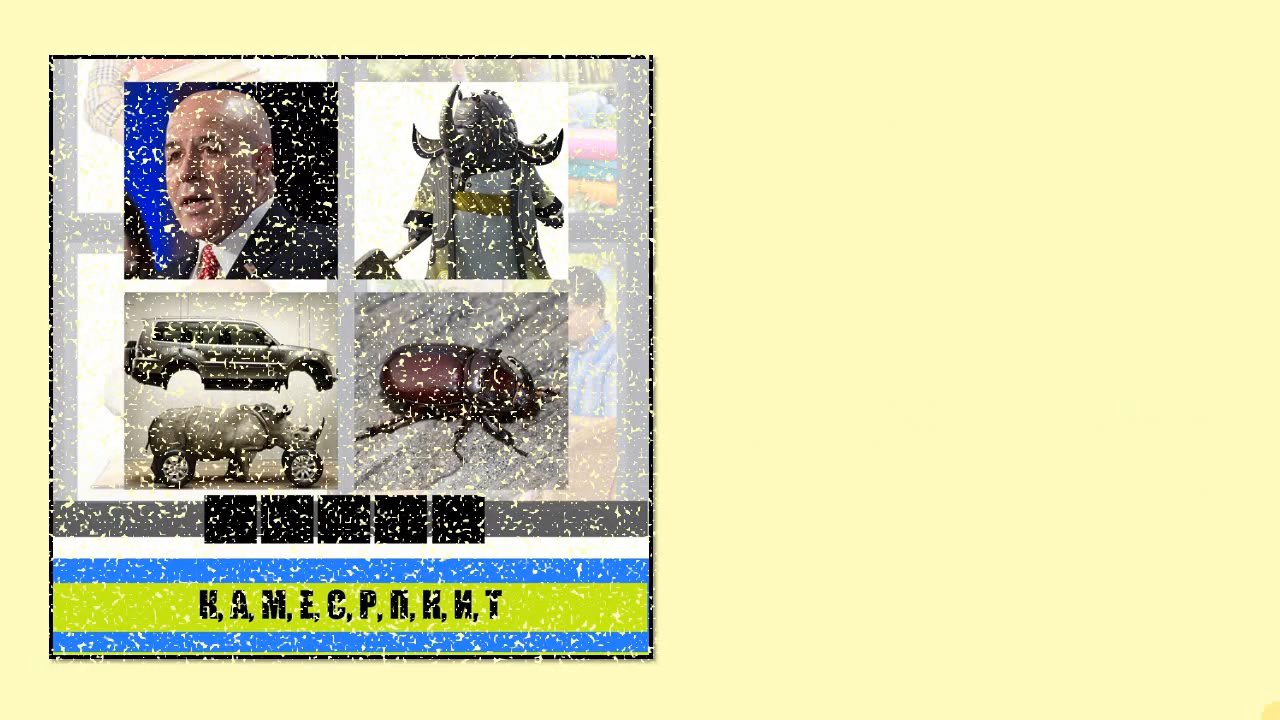 К, А, М, Е, С, Р, П, К, И, Т